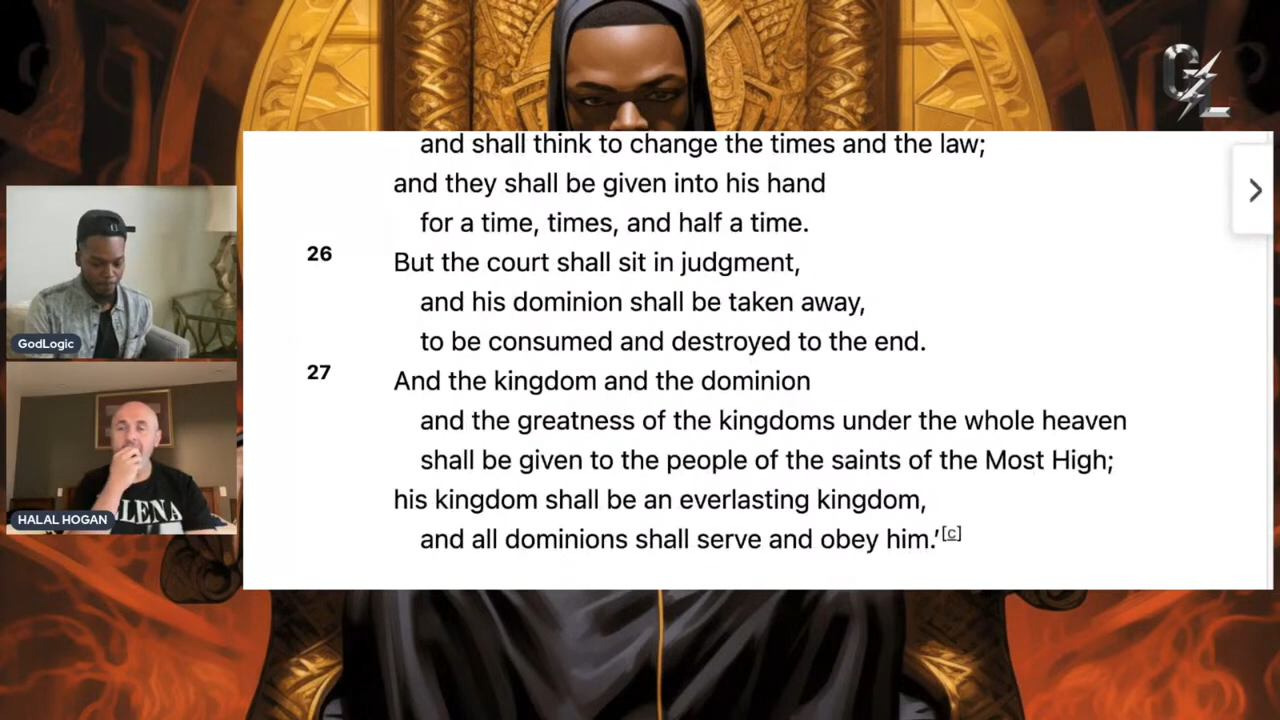 GL
and shall think to change the times and the law;
and they shall be given into his hand
for a time, times, and half a time.
26 But the court shall sit in judgment,
and his dominion shall be taken away,
to be consumed and destroyed to the end.
27 And the kingdom and the dominion
and the greatness of the kingdoms under the whole heaven
shall be given to the people of the saints of the Most High;
his kingdom shall be an everlasting kingdom,
and all dominions shall serve and obey him.’[c]
GodLogic
LENA
HALAL HOGAN